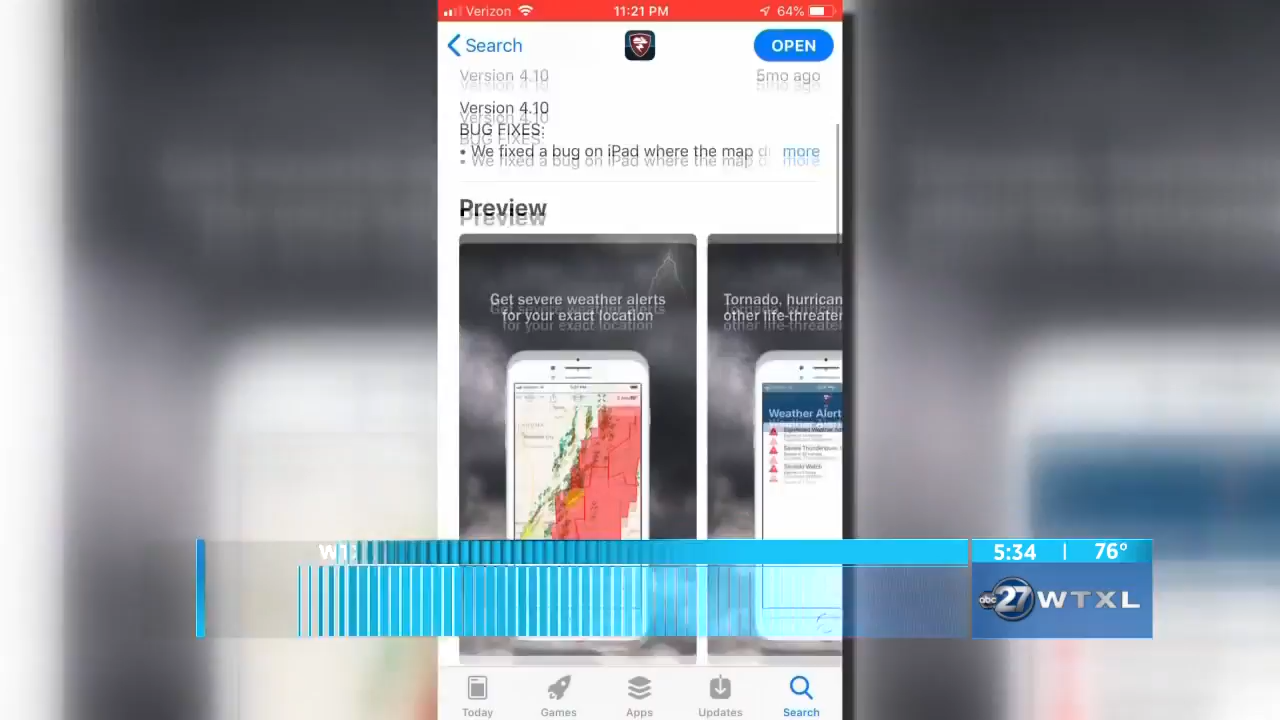 Verizon 11:21 PM 64%
Search OPEN
Version 4.10 5mo ago
Version 4.10
BUG FIXES:
• We fixed a bug on iPad where the map d more
Preview
Get severe weather alerts
for your exact location
Tornado, hurrican
other life-threaten
Weather Alert
Tornado Watch
5:34 | 76°
abc 27 WTXL
Today Games Apps Updates Search